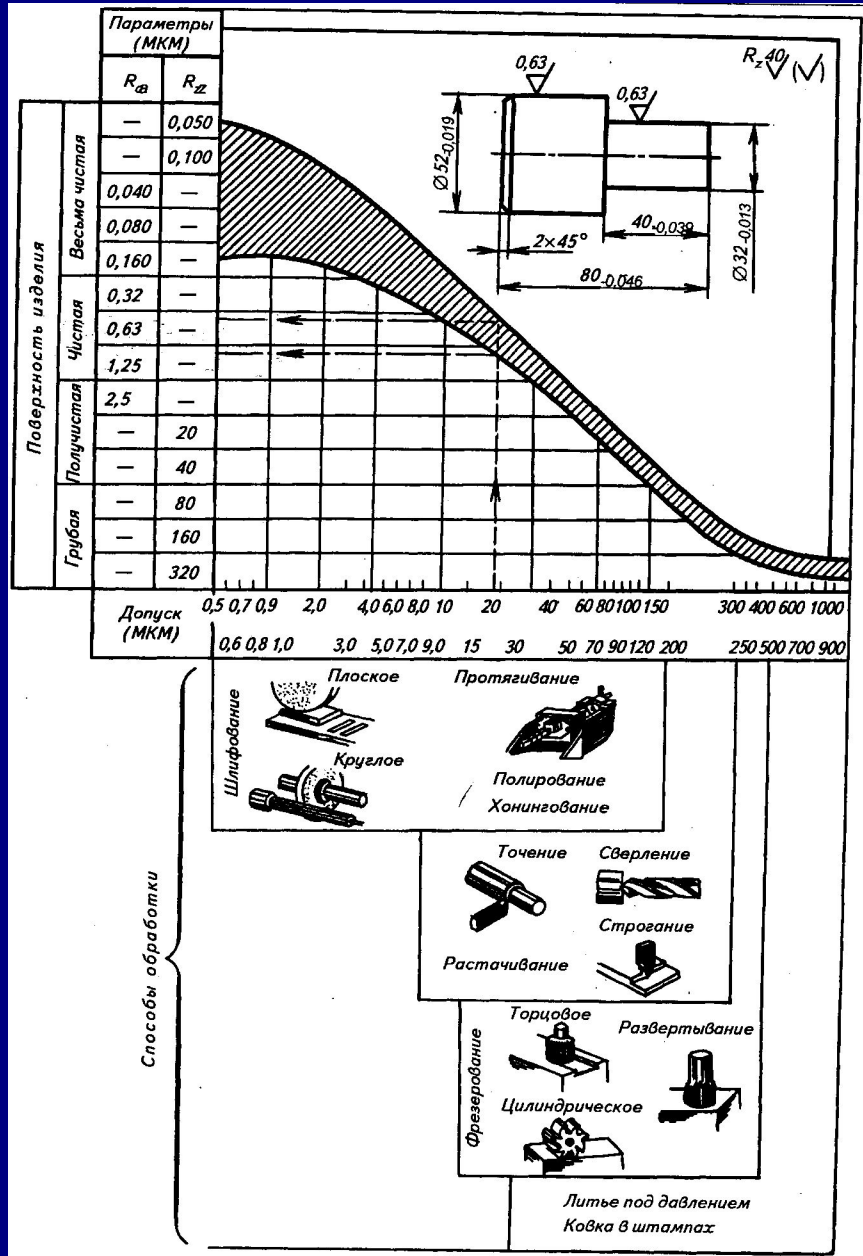 Параметры
(МКМ)
Ra Rz
— 0,050
— 0,100
0,040 —
0,080 —
0,160 —
0,32 —
0,63 —
1,25 —
2,5 —
— 20
— 40
— 80
— 160
— 320
Поверхность изделия
Весьма чистая
Чистая
Получистая
Грубая
0,63
0,63
Rz40 (√)
Ø52-0,019
2×45°
40-0,039
80-0,046
Ø32-0,013
Допуск
(МКМ)
0,5 0,7 0,9 2,0 4,0 6,0 8,0 10 20 40 60 80 100 150 300 400 600 1000
0,6 0,8 1,0 3,0 5,0 7,0 9,0 15 30 50 70 90 120 200 250 500 700 900
Способы обработки
Шлифование
Плоское
Круглое
Протягивание
Полирование
Хонингование
Точение
Сверление
Строгание
Растачивание
Фрезерование
Торцовое
Развертывание
Цилиндрическое
Литье под давлением
Ковка в штампах